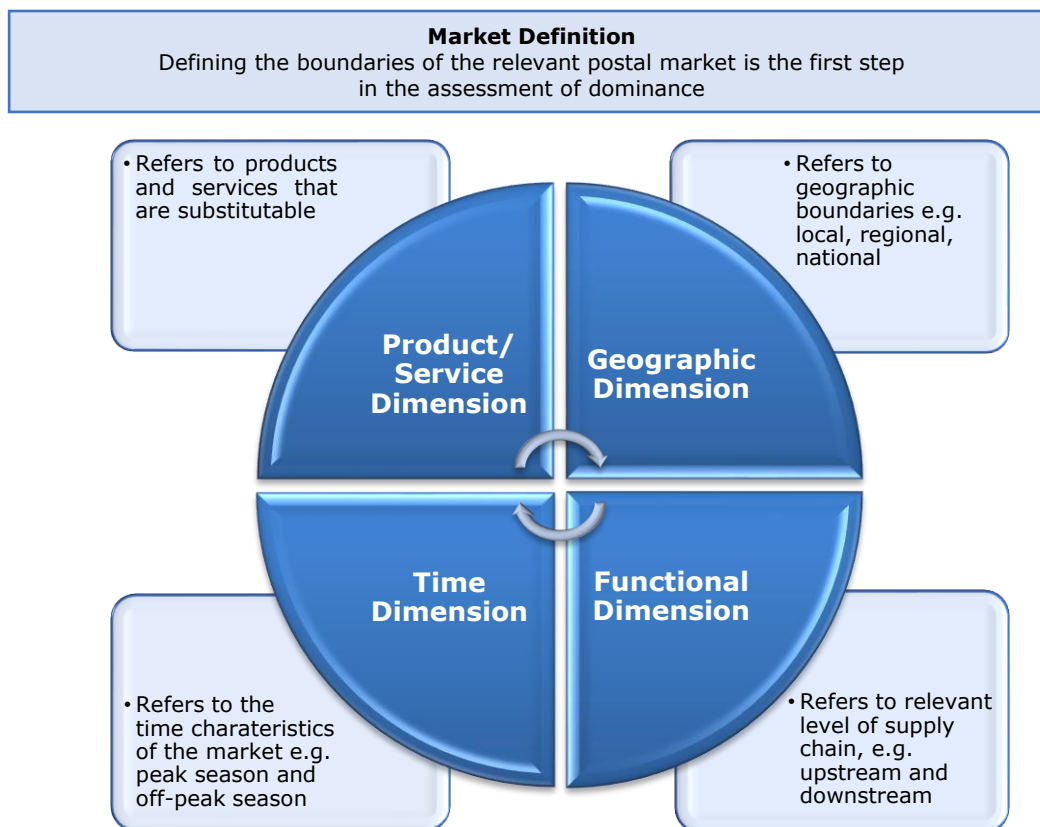 Market Definition
Defining the boundaries of the relevant postal market is the first step
in the assessment of dominance
• Refers to products
and services that
are substitutable
• Refers to
geographic
boundaries e.g.
local, regional,
national
Product/
Service
Dimension
Geographic
Dimension
Time
Dimension
Functional
Dimension
• Refers to the
time charateristics
of the market e.g.
peak season and
off-peak season
• Refers to relevant
level of supply
chain, e.g.
upstream and
downstream